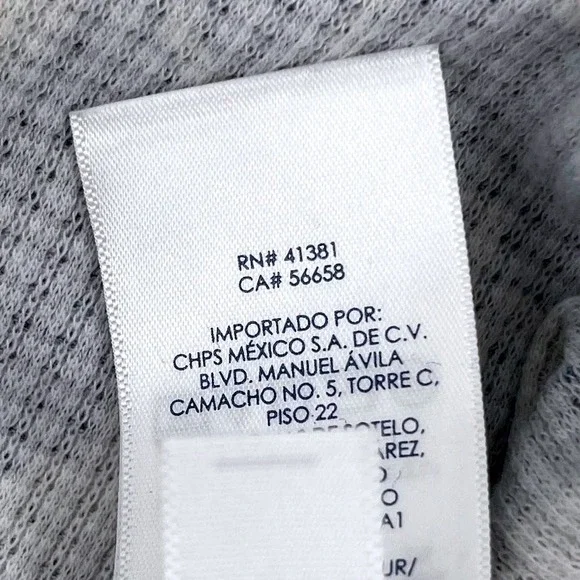 RN# 41381
CA# 56658
IMPORTADO POR:
CHPS MÉXICO S.A. DE C.V.
BLVD. MANUEL ÁVILA
CAMACHO NO. 5, TORRE C,
PISO 22